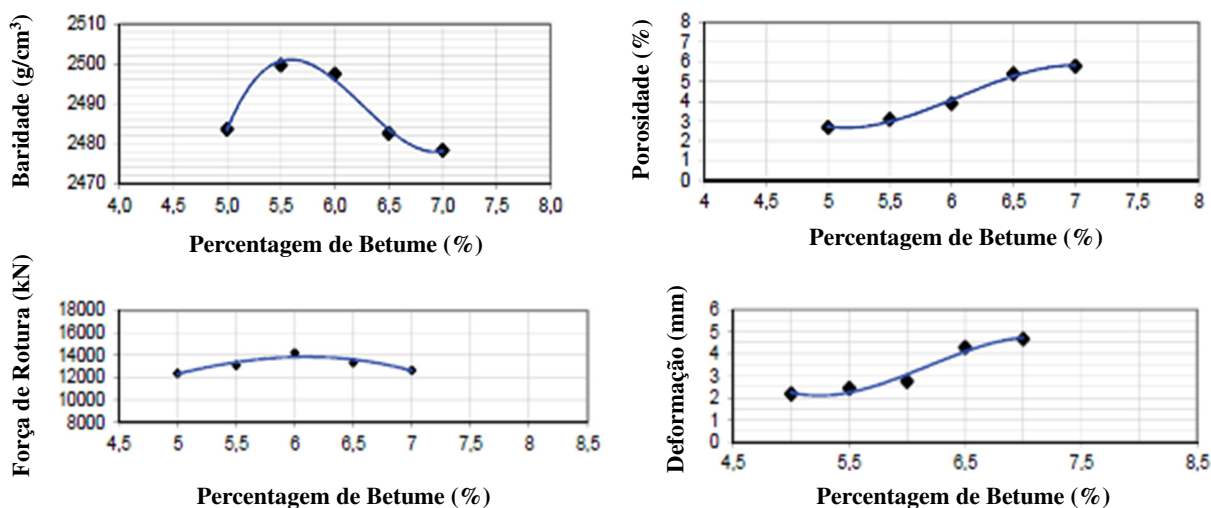 Baridade (g/cm³)
2510
2500
2490
2480
2470
4,0 4,5 5,0 5,5 6,0 6,5 7,0 7,5 8,0
Percentagem de Betume (%)
Porosidade (%)
8
7
6
5
4
3
2
1
0
4 4,5 5 5,5 6 6,5 7 7,5 8
Percentagem de Betume (%)
Força de Rotura (kN)
18000
16000
14000
12000
10000
8000
4,5 5 5,5 6 6,5 7 7,5 8 8,5
Percentagem de Betume (%)
Deformação (mm)
6
5
4
3
2
1
0
4,5 5,5 6,5 7,5 8,5
Percentagem de Betume (%)